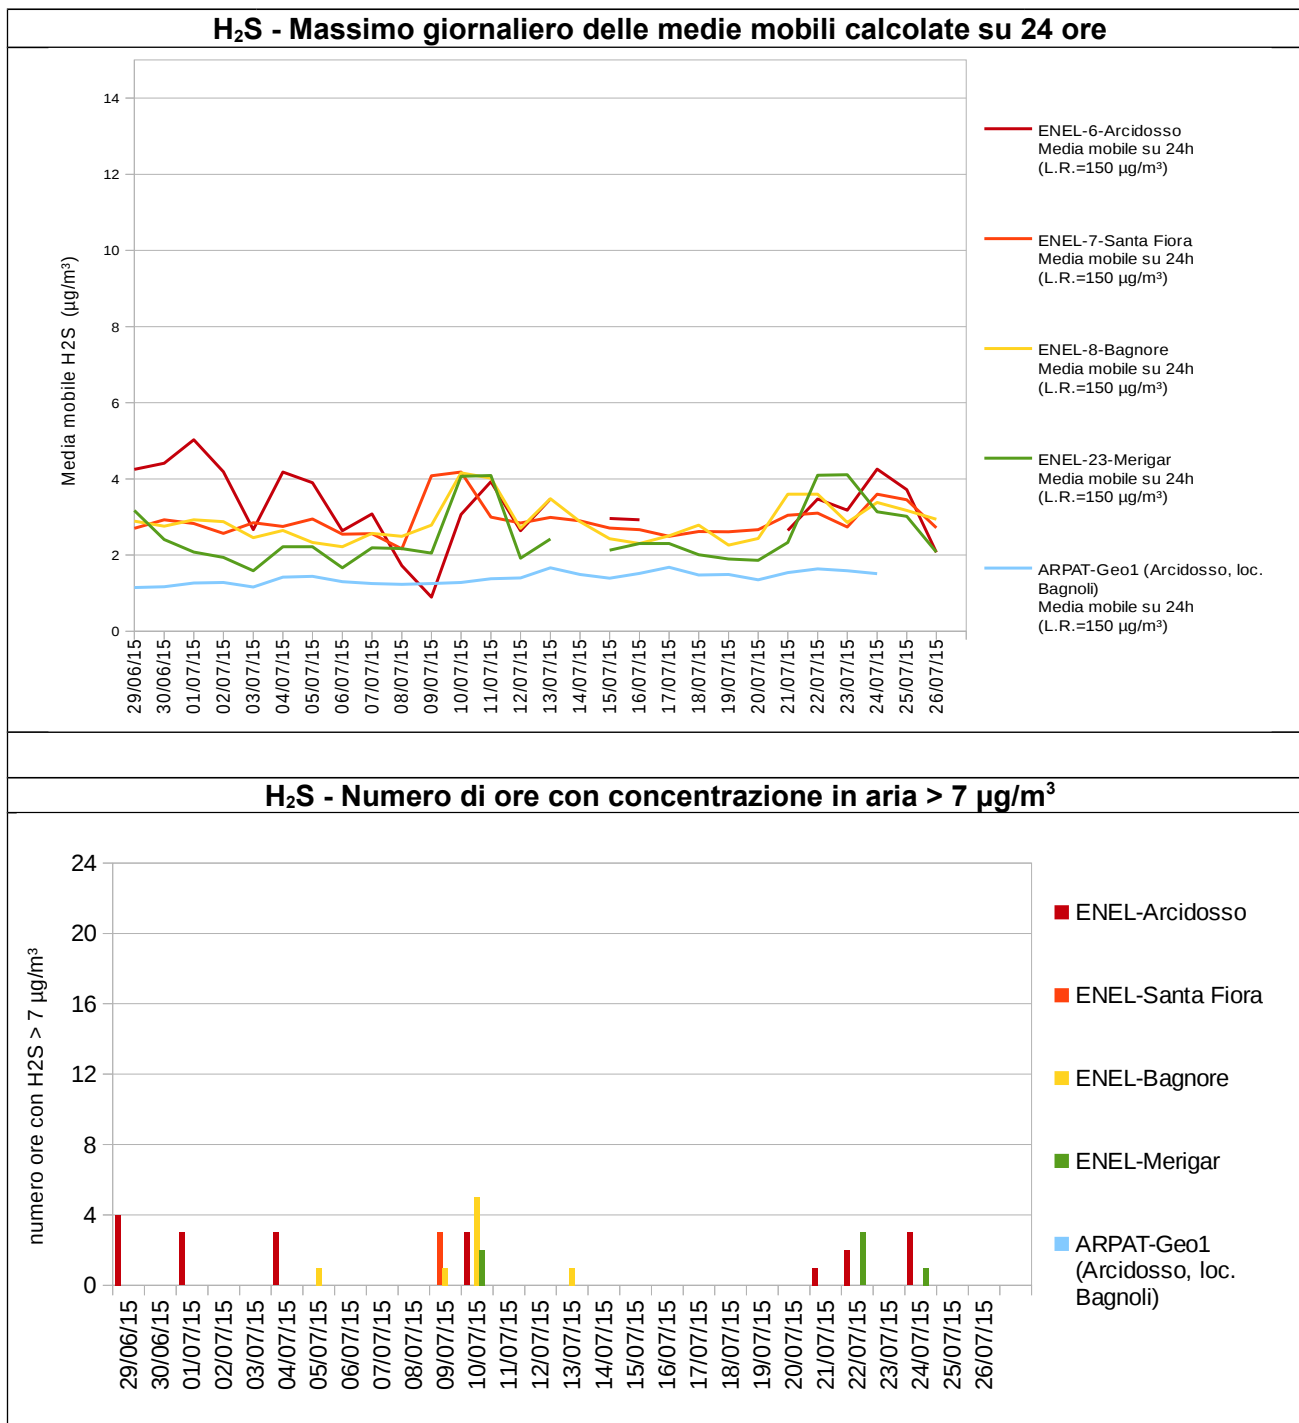 H₂S - Massimo giornaliero delle medie mobili calcolate su 24 ore
Media mobile H2S (µg/m³)
14
12
10
8
6
4
2
0
29/06/15
30/06/15
01/07/15
02/07/15
03/07/15
04/07/15
05/07/15
06/07/15
07/07/15
08/07/15
09/07/15
10/07/15
11/07/15
12/07/15
13/07/15
14/07/15
15/07/15
16/07/15
17/07/15
18/07/15
19/07/15
20/07/15
21/07/15
22/07/15
23/07/15
24/07/15
25/07/15
26/07/15
ENEL-6-Arcidosso
Media mobile su 24h
(L.R.=150 µg/m³)
ENEL-7-Santa Fiora
Media mobile su 24h
(L.R.=150 µg/m³)
ENEL-8-Bagnore
Media mobile su 24h
(L.R.=150 µg/m³)
ENEL-23-Merigar
Media mobile su 24h
(L.R.=150 µg/m³)
ARPAT-Geo1 (Arcidosso, loc.
Bagnoli)
Media mobile su 24h
(L.R.=150 µg/m³)
H₂S - Numero di ore con concentrazione in aria > 7 µg/m³
numero ore con H2S > 7 µg/m³
24
20
16
12
8
4
0
29/06/15
30/06/15
01/07/15
02/07/15
03/07/15
04/07/15
05/07/15
06/07/15
07/07/15
08/07/15
09/07/15
10/07/15
11/07/15
12/07/15
13/07/15
14/07/15
15/07/15
16/07/15
17/07/15
18/07/15
19/07/15
20/07/15
21/07/15
22/07/15
23/07/15
24/07/15
25/07/15
26/07/15
ENEL-Arcidosso
ENEL-Santa Fiora
ENEL-Bagnore
ENEL-Merigar
ARPAT-Geo1
(Arcidosso, loc.
Bagnoli)